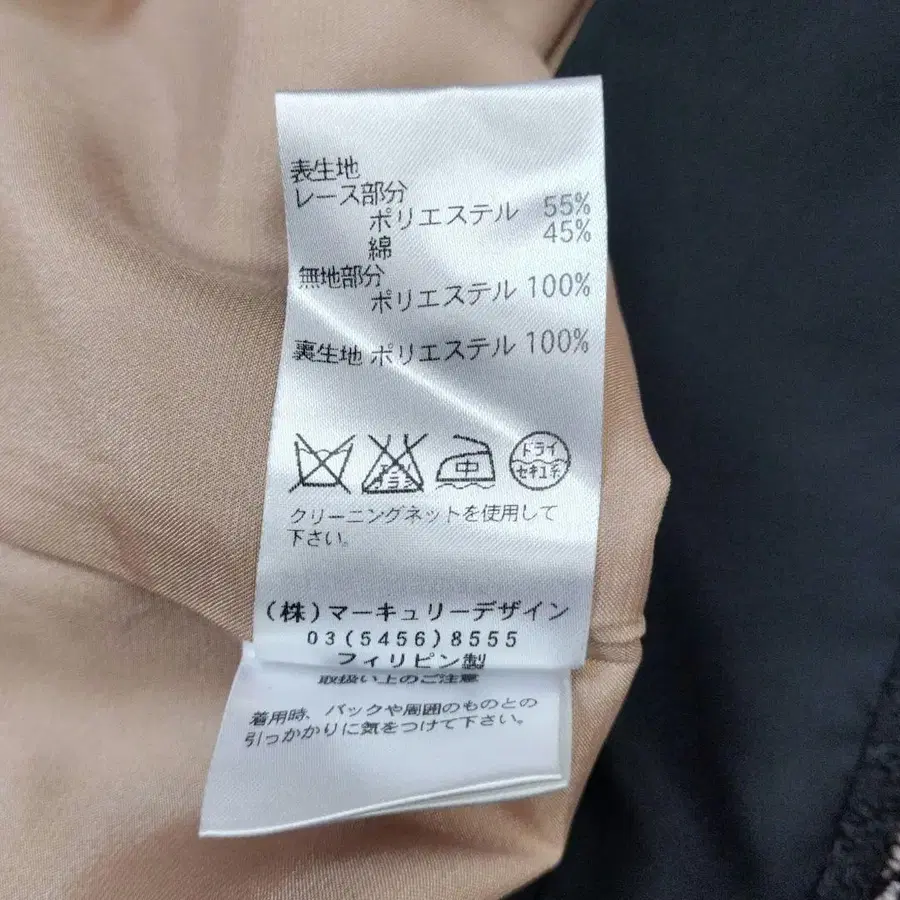 表生地
レース部分
ポリエステル 55%
綿 45%
無地部分
ポリエステル 100%
裏生地 ポリエステル 100%
エンソ サラシ
中
ドライ
セキユ系
クリーニングネットを使用して
下さい。
(株)マーキュリーデザイン
03(5456)8555
フィリピン製
取扱い上のご注意
着用時、バックや周囲のものとの
引っかかりに気をつけて下さい。